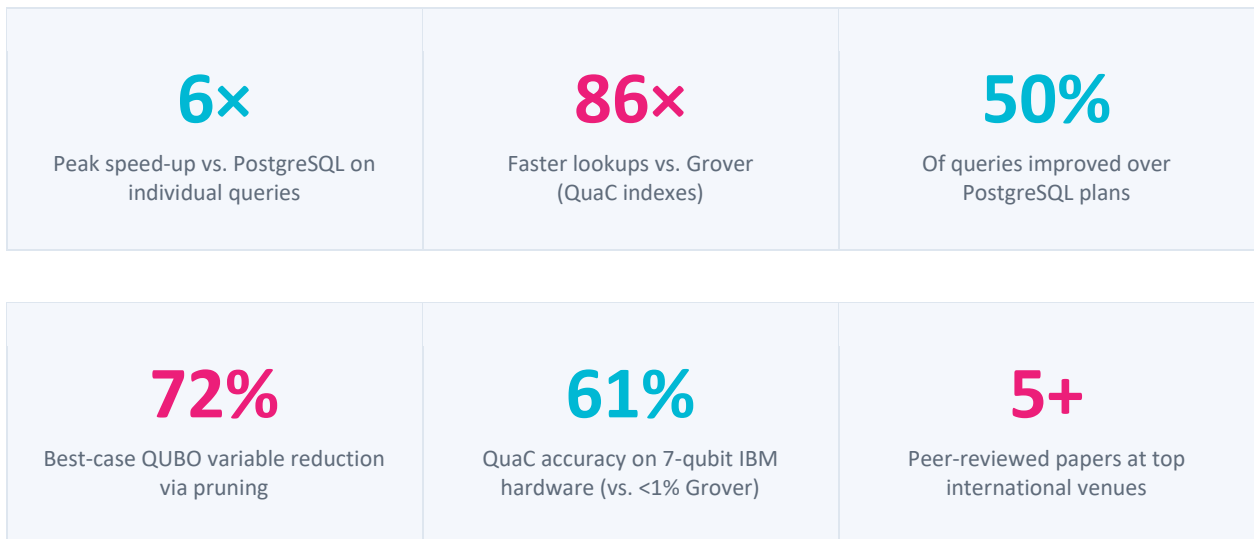 6×
Peak speed-up vs. PostgreSQL on
individual queries
86×
Faster lookups vs. Grover
(QuaC indexes)
50%
Of queries improved over
PostgreSQL plans
72%
Best-case QUBO variable reduction
via pruning
61%
QuaC accuracy on 7-qubit IBM
hardware (vs. <1% Grover)
5+
Peer-reviewed papers at top
international venues